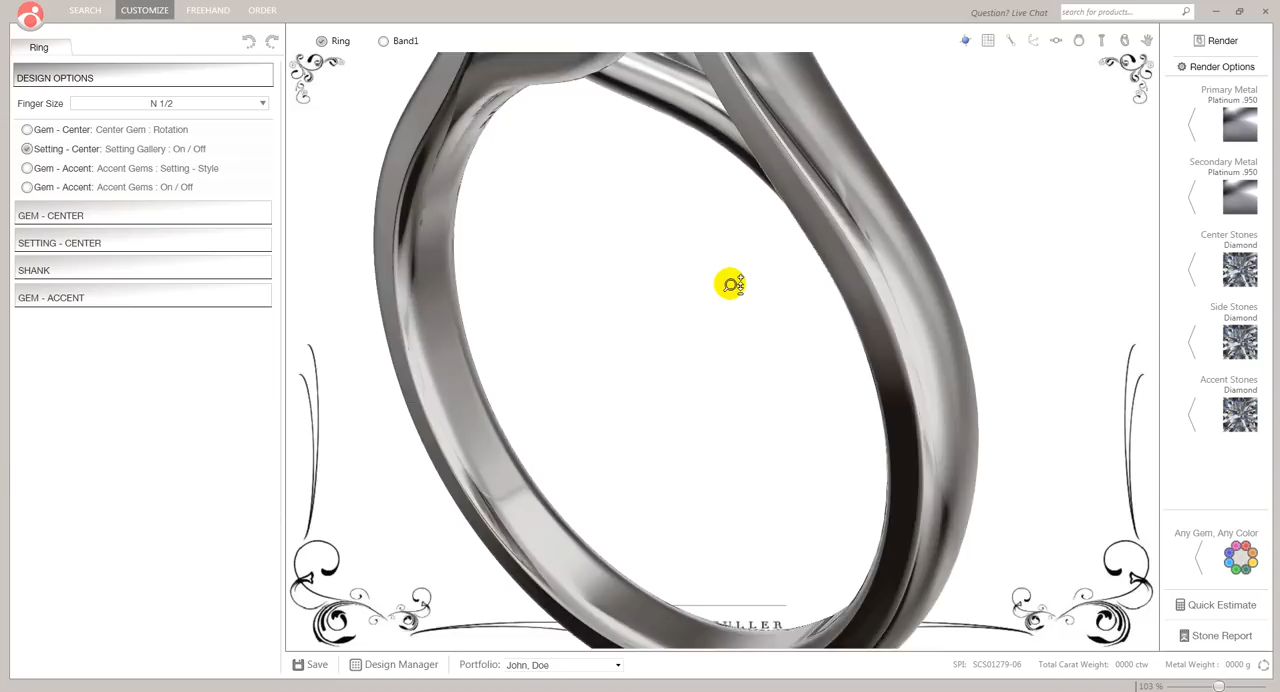 SEARCH CUSTOMIZE FREEHAND ORDER Question? Live Chat search for products...
Ring
Ring Band1
Render
DESIGN OPTIONS
Render Options
Finger Size N 1/2
Primary Metal
Platinum .950
Gem - Center: Center Gem : Rotation
Setting - Center: Setting Gallery : On / Off
Gem - Accent: Accent Gems : Setting - Style
Gem - Accent: Accent Gems : On / Off
Secondary Metal
Platinum .950
GEM - CENTER
SETTING - CENTER
SHANK
GEM - ACCENT
Center Stones
Diamond
Side Stones
Diamond
Accent Stones
Diamond
Any Gem, Any Color
Quick Estimate
Stone Report
Save Design Manager Portfolio: John, Doe SPI: SCS01279-06 Total Carat Weight: 0000 ctw Metal Weight : 0000 g
103 %